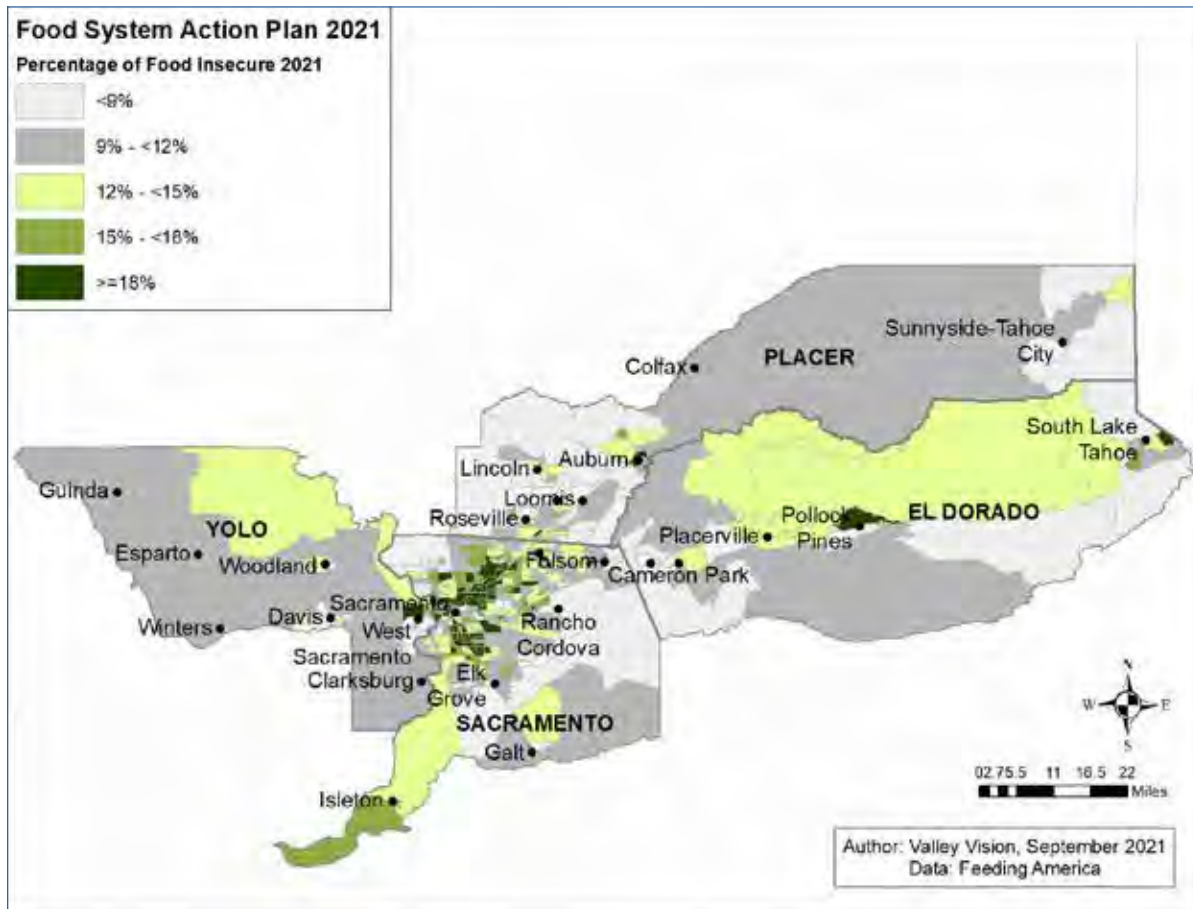 Food System Action Plan 2021
Percentage of Food Insecure 2021
<9%
9% - <12%
12% - <15%
15% - <18%
>=18%
Sunnyside-Tahoe
City
PLACER
Colfax
South Lake
Tahoe
Auburn
Lincoln
Loomis
Guinda
Roseville
YOLO
Pollock
Pines
EL DORADO
Placerville
Esparto
Woodland
Folsom
Cameron Park
Davis
Sacramento
Winters
West
Sacramento
Rancho
Cordova
Clarksburg
Elk
Grove
SACRAMENTO
Galt
Isleton
N
W
E
S
02.75.5 11 16.5 22
Miles
Author: Valley Vision, September 2021
Data: Feeding America